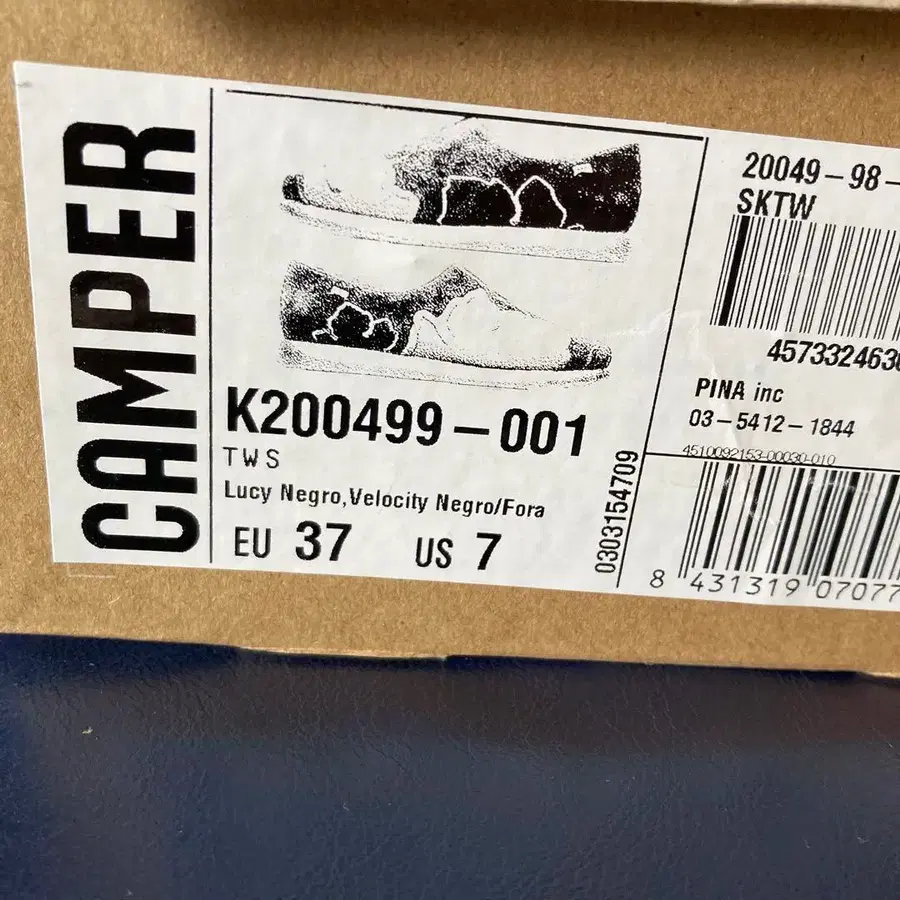 CAMPER
K200499-001
TWS
Lucy Negro,Velocity Negro/Fora
EU 37 US 7
0303154709
20049-98-
SKTW
457332463
PINA inc
03-5412-1844
4510092153-00030-010
8 431319 07077